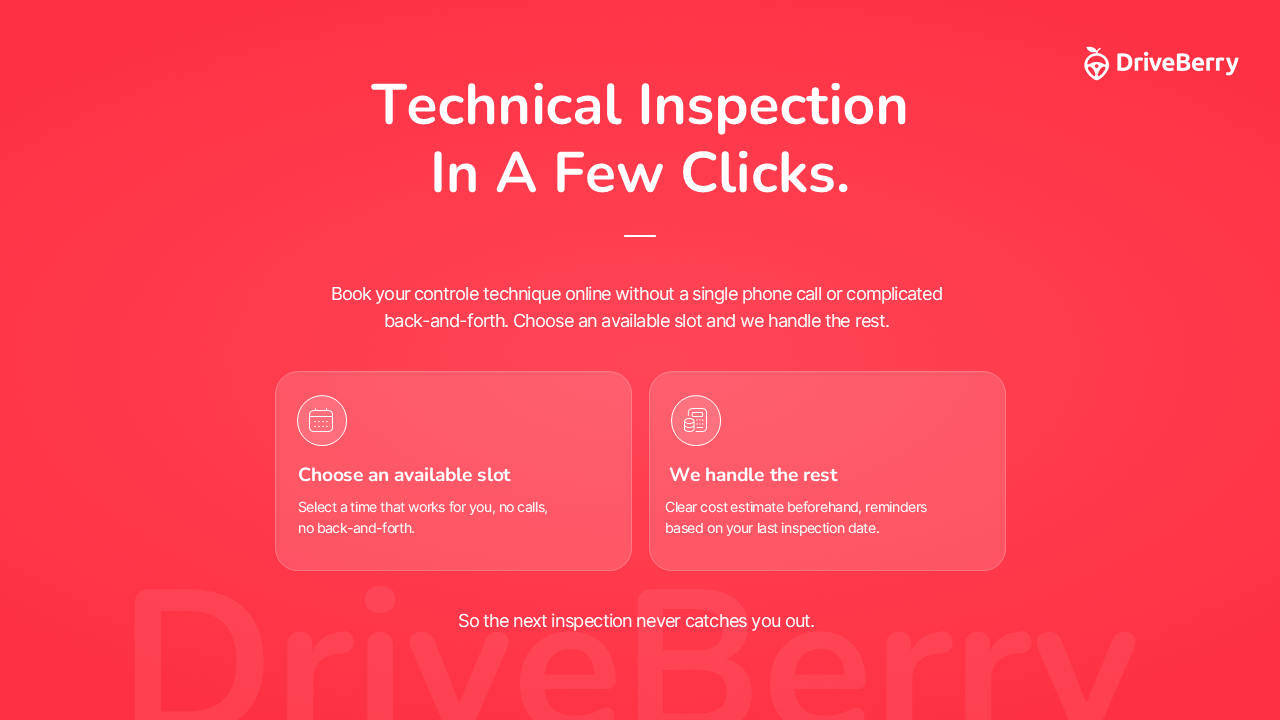 DriveBerry
Technical Inspection
In A Few Clicks.
Book your controle technique online without a single phone call or complicated
back-and-forth. Choose an available slot and we handle the rest.
Choose an available slot
Select a time that works for you, no calls,
no back-and-forth.
We handle the rest
Clear cost estimate beforehand, reminders
based on your last inspection date.
So the next inspection never catches you out.
DriveBerry